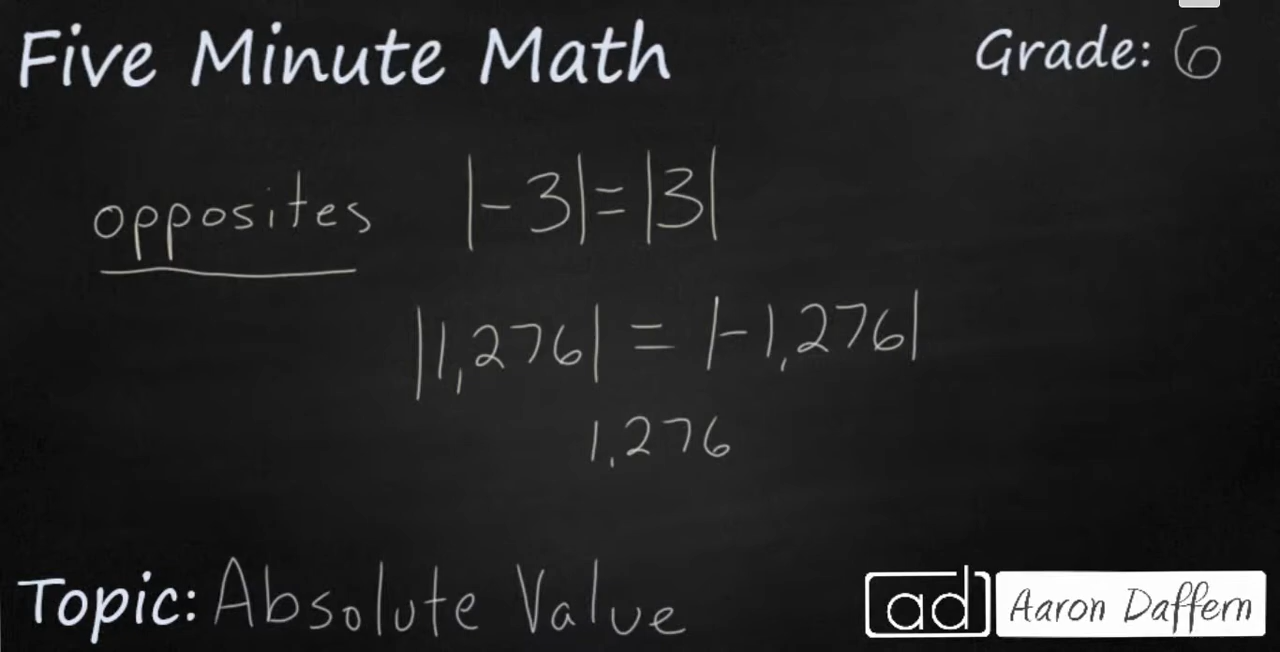 Five Minute Math
Grade: 6
opposites
|-3|=|3|
|1,276| = |-1,276|
1,276
Topic: Absolute Value
ad Aaron Daffern